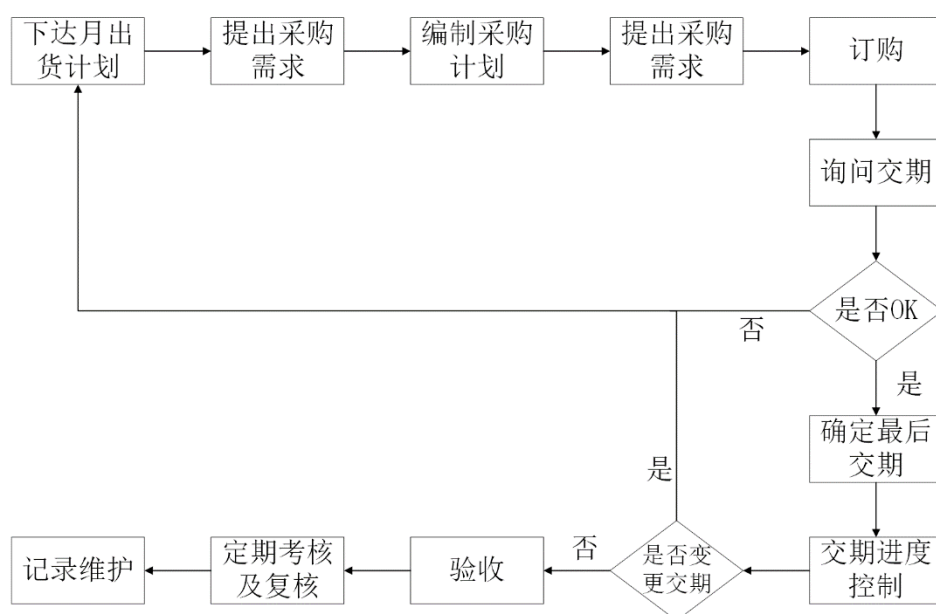 下达月出
货计划
提出采购
需求
编制采购
计划
提出采购
需求
订购
询问交期
是否OK
否
是
确定最后
交期
是
交期进度
控制
是否变
更交期
否
验收
定期考核
及复核
记录维护